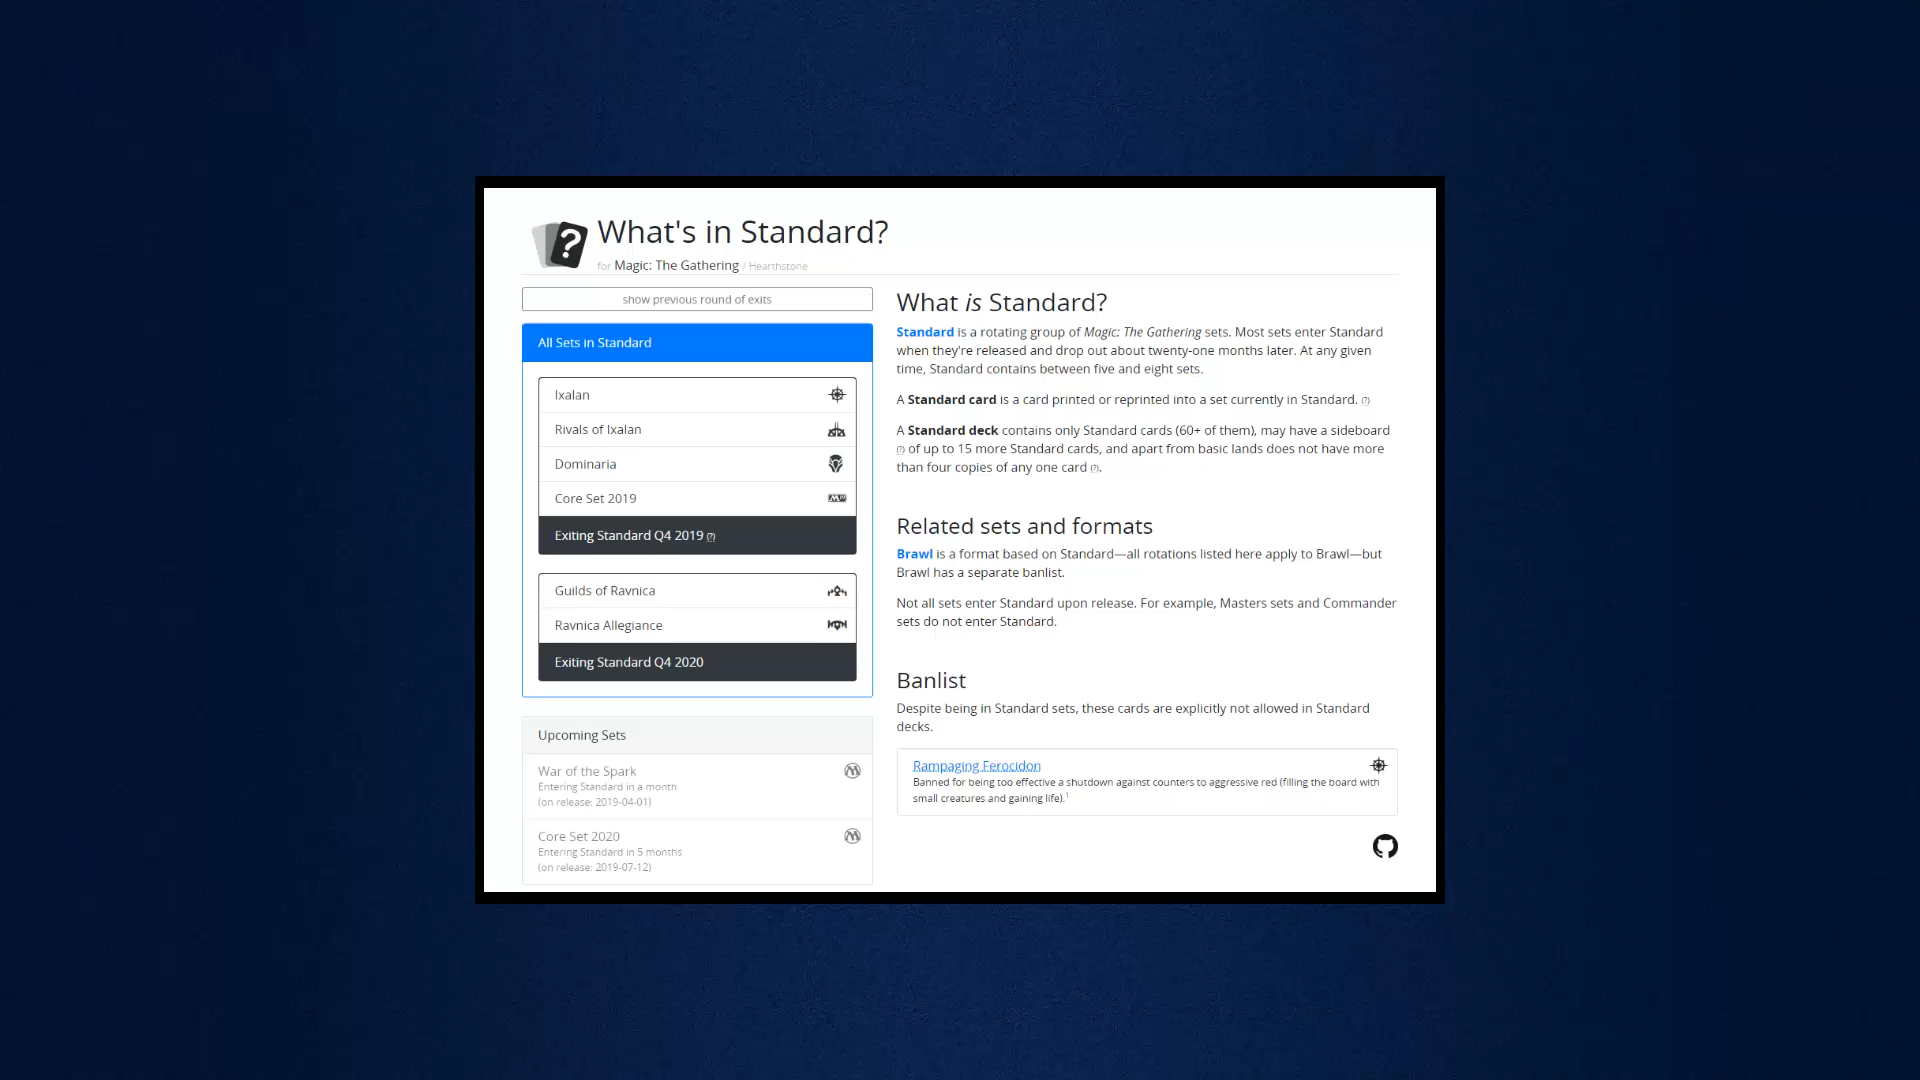 What's in Standard?
for Magic: The Gathering / Hearthstone
show previous round of exits
All Sets in Standard
Ixalan
Rivals of Ixalan
Dominaria
Core Set 2019
Exiting Standard Q4 2019 (?)
Guilds of Ravnica
Ravnica Allegiance
Exiting Standard Q4 2020
Upcoming Sets
War of the Spark
Entering Standard in a month
(on release: 2019-04-01)
Core Set 2020
Entering Standard in 5 months
(on release: 2019-07-12)
What is Standard?
Standard is a rotating group of Magic: The Gathering sets. Most sets enter Standard
when they're released and drop out about twenty-one months later. At any given
time, Standard contains between five and eight sets.
A Standard card is a card printed or reprinted into a set currently in Standard. (?)
A Standard deck contains only Standard cards (60+ of them), may have a sideboard
(?) of up to 15 more Standard cards, and apart from basic lands does not have more
than four copies of any one card (?).
Related sets and formats
Brawl is a format based on Standard—all rotations listed here apply to Brawl—but
Brawl has a separate banlist.
Not all sets enter Standard upon release. For example, Masters sets and Commander
sets do not enter Standard.
Banlist
Despite being in Standard sets, these cards are explicitly not allowed in Standard
decks.
Rampaging Ferocidon
Banned for being too effective a shutdown against counters to aggressive red (filling the board with
small creatures and gaining life).1